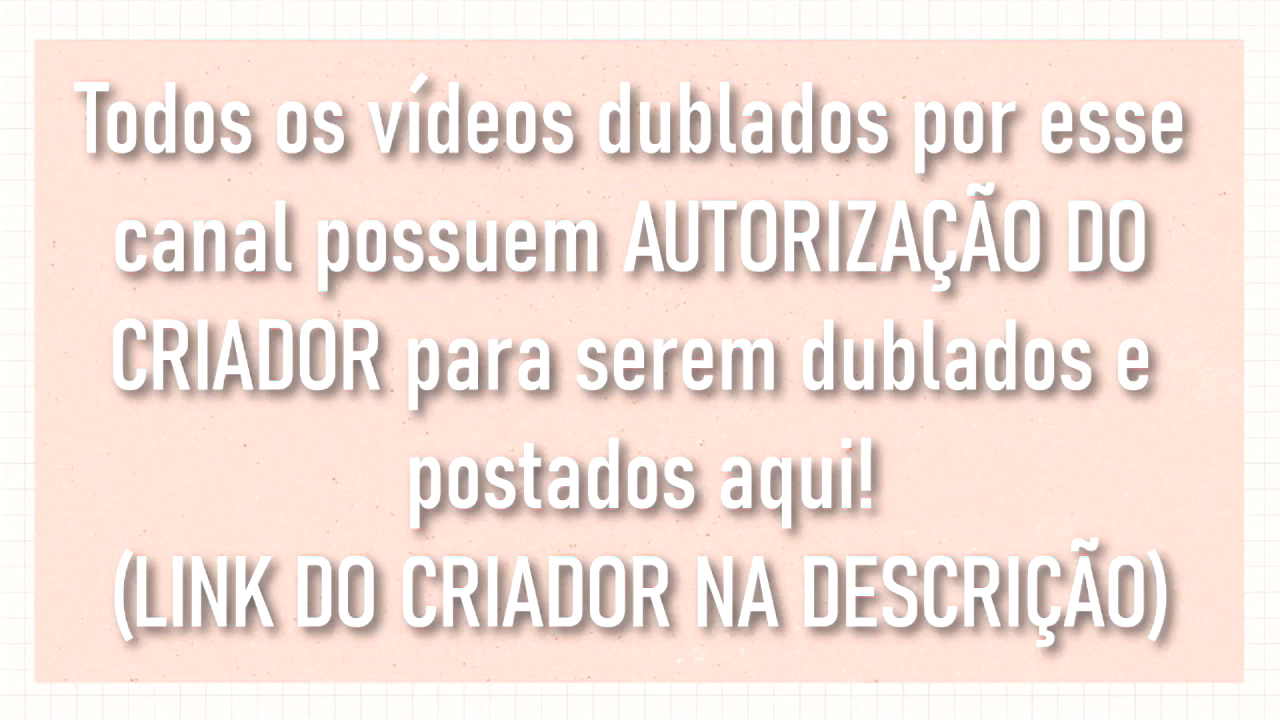 Todos os vídeos dublados por esse
canal possuem AUTORIZAÇÃO DO
CRIADOR para serem dublados e
postados aqui!
(LINK DO CRIADOR NA DESCRIÇÃO)